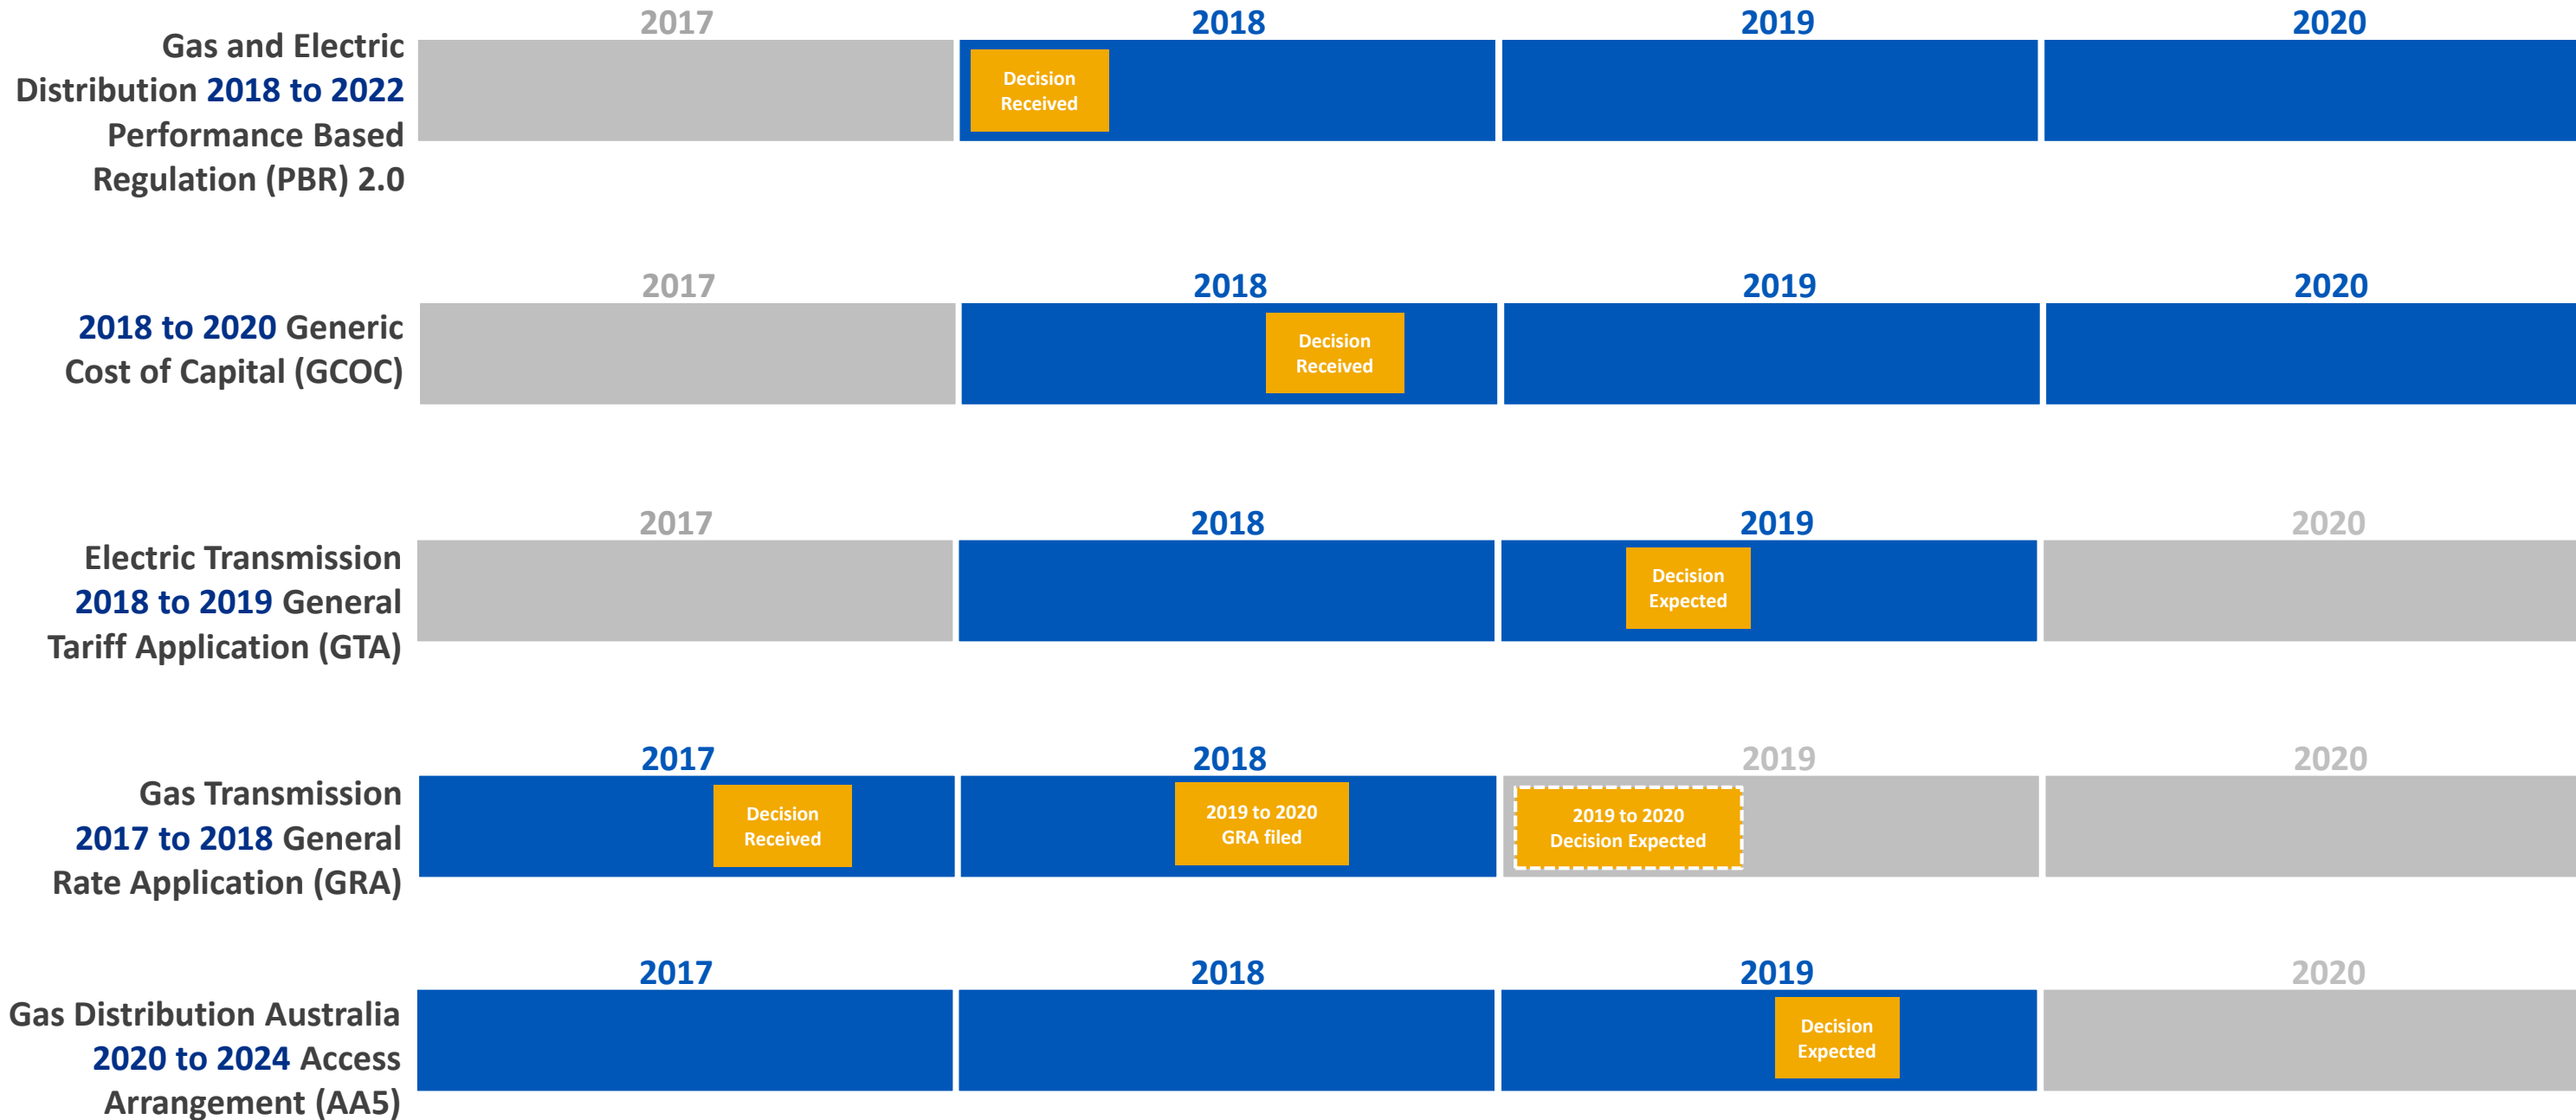 2017 2018 2019 2020
Gas and Electric
Distribution 2018 to 2022
Performance Based
Regulation (PBR) 2.0
Decision
Received
2017 2018 2019 2020
2018 to 2020 Generic
Cost of Capital (GCOC)
Decision
Received
2017 2018 2019 2020
Electric Transmission
2018 to 2019 General
Tariff Application (GTA)
Decision
Expected
2017 2018 2019 2020
Gas Transmission
2017 to 2018 General
Rate Application (GRA)
Decision
Received
2019 to 2020
GRA filed
2019 to 2020
Decision Expected
2017 2018 2019 2020
Gas Distribution Australia
2020 to 2024 Access
Arrangement (AA5)
Decision
Expected